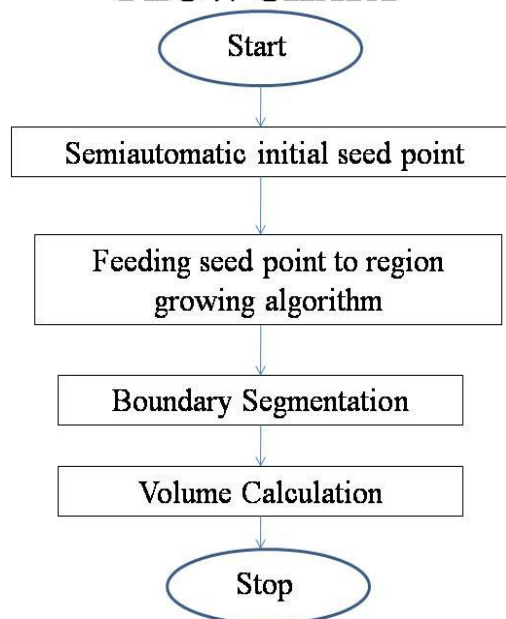 Start
Semiautomatic initial seed point
Feeding seed point to region
growing algorithm
Boundary Segmentation
Volume Calculation
Stop